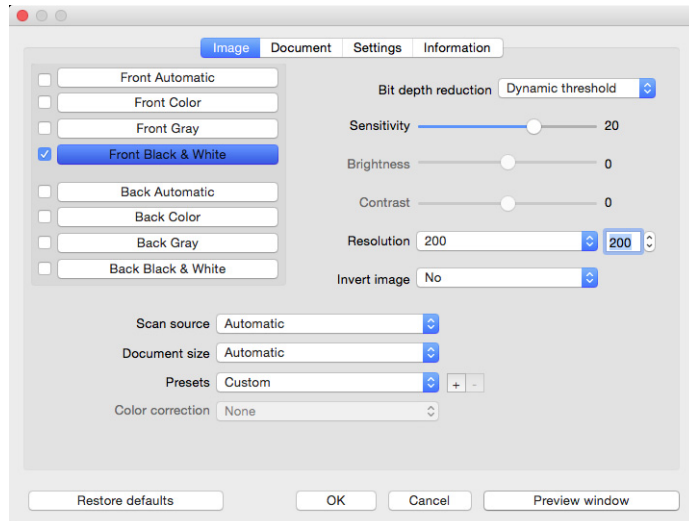 Image Document Settings Information
Front Automatic
Front Color
Front Gray
Front Black & White
Back Automatic
Back Color
Back Gray
Back Black & White
Bit depth reduction Dynamic threshold
Sensitivity 20
Brightness 0
Contrast 0
Resolution 200 200
Invert image No
Scan source Automatic
Document size Automatic
Presets Custom + -
Color correction None
Restore defaults OK Cancel Preview window